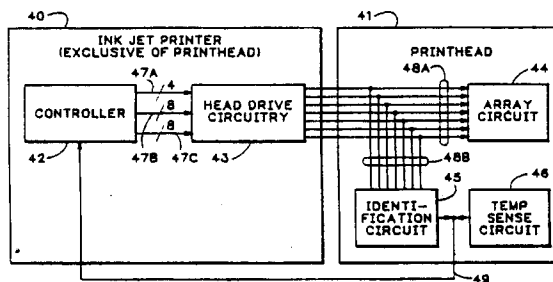 40
41
INK JET PRINTER
(EXCLUSIVE OF PRINTHEAD)
PRINTHEAD
47A
4
48A
44
CONTROLLER
8
HEAD DRIVE
CIRCUITRY
ARRAY
CIRCUIT
8
42
47B
47C
43
48B
45
46
IDENTI-
FICATION
CIRCUIT
TEMP
SENSE
CIRCUIT
49